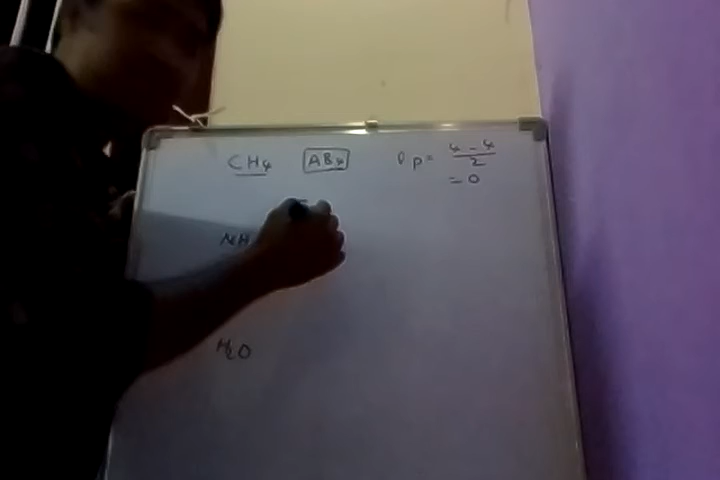 CH4 AB4 lp = 4 - 4 / 2
= 0
NH
H2O